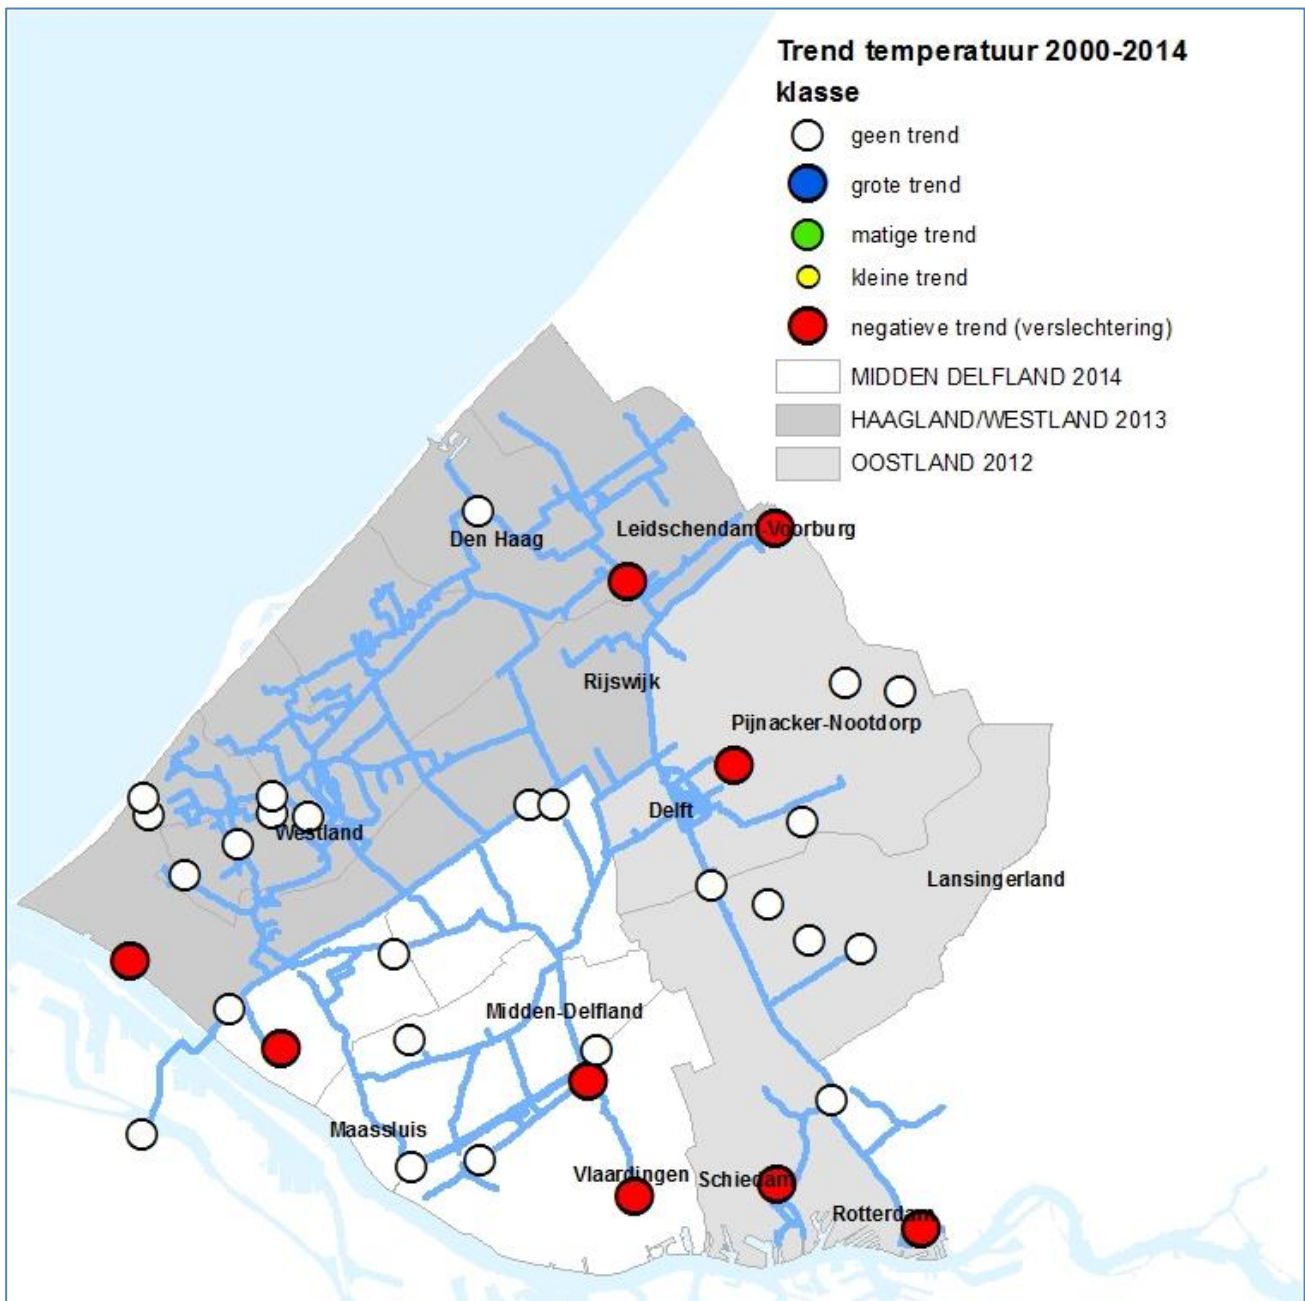 Trend temperatuur 2000-2014
klasse
geen trend
grote trend
matige trend
kleine trend
negatieve trend (verslechtering)
MIDDEN DELFLAND 2014
HAAGLAND/WESTLAND 2013
OOSTLAND 2012
Leidschendam-Voorburg
Den Haag
Rijswijk
Pijnacker-Nootdorp
Delft
Westland
Lansingerland
Midden-Delfland
Maassluis
Vlaardingen
Schiedam
Rotterdam